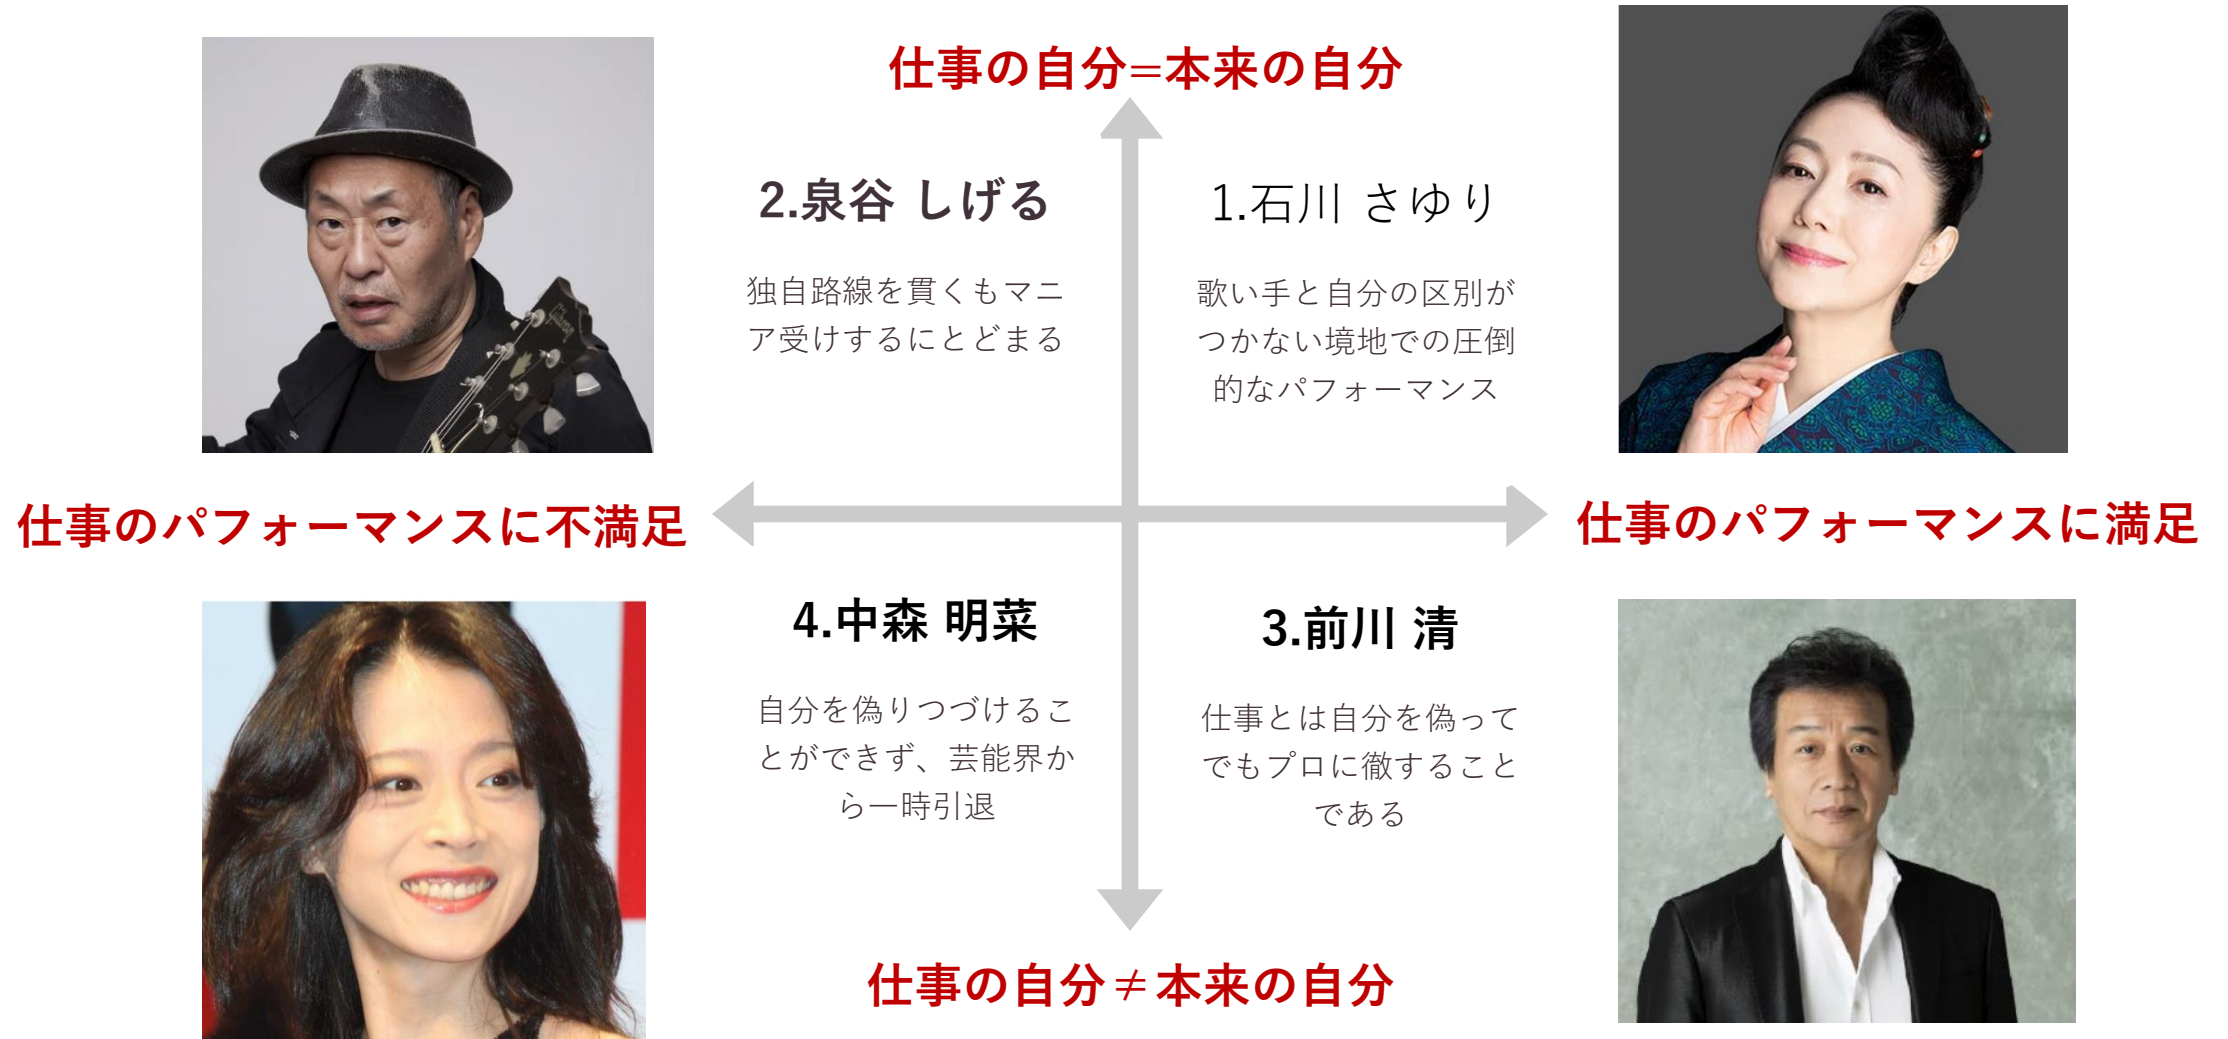 仕事の自分=本来の自分
2.泉谷 しげる
独自路線を貫くもマニ
ア受けするにとどまる
1.石川 さゆり
歌い手と自分の区別が
つかない境地での圧倒
的なパフォーマンス
仕事のパフォーマンスに不満足
仕事のパフォーマンスに満足
4.中森 明菜
自分を偽りつづけるこ
とができず、芸能界か
ら一時引退
3.前川 清
仕事とは自分を偽って
でもプロに徹すること
である
仕事の自分≠本来の自分